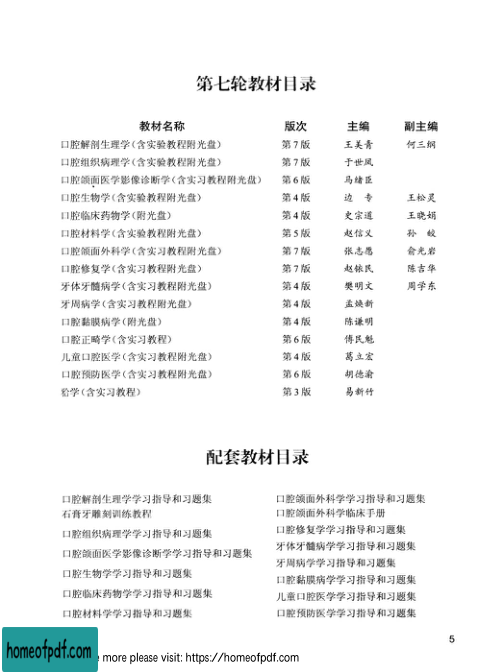 第七轮教材目录
教材名称 版次 主编 副主编
口腔解剖生理学(含实验教程附光盘) 第7版 王美青 何三纲
口腔组织病理学(含实验教程附光盘) 第7版 于世凤
口腔颌面医学影像诊断学(含实习教程附光盘) 第6版 马绪臣
口腔生物学(含实验教程附光盘) 第4版 边 专 王松灵
口腔临床药物学(附光盘) 第4版 史宗道 王晓娟
口腔材料学(含实验教程附光盘) 第5版 赵信义 孙 皎
口腔颌面外科学(含实习教程附光盘) 第7版 张志愿 俞光岩
口腔修复学(含实习教程附光盘) 第7版 赵铱民 陈吉华
牙体牙髓病学(含实习教程附光盘) 第4版 樊明文 周学东
牙周病学(含实习教程附光盘) 第4版 孟焕新
口腔黏膜病学(附光盘) 第4版 陈谦明
口腔正畸学(含实习教程) 第6版 傅民魁
儿童口腔医学(含实习教程附光盘) 第4版 葛立宏
口腔预防医学(含实习教程附光盘) 第6版 胡德渝
𬌗学(含实习教程) 第3版 易新竹
配套教材目录
口腔解剖生理学学习指导和习题集
石膏牙雕刻训练教程
口腔组织病理学学习指导和习题集
口腔颌面医学影像诊断学学习指导和习题集
口腔生物学学习指导和习题集
口腔临床药物学学习指导和习题集
口腔材料学学习指导和习题集
口腔颌面外科学学习指导和习题集
口腔颌面外科学临床手册
口腔修复学学习指导和习题集
牙体牙髓病学学习指导和习题集
牙周病学学习指导和习题集
口腔黏膜病学学习指导和习题集
儿童口腔医学学习指导和习题集
口腔预防医学学习指导和习题集
5
homeofpdf.com
e more please visit: https://homeofpdf.com